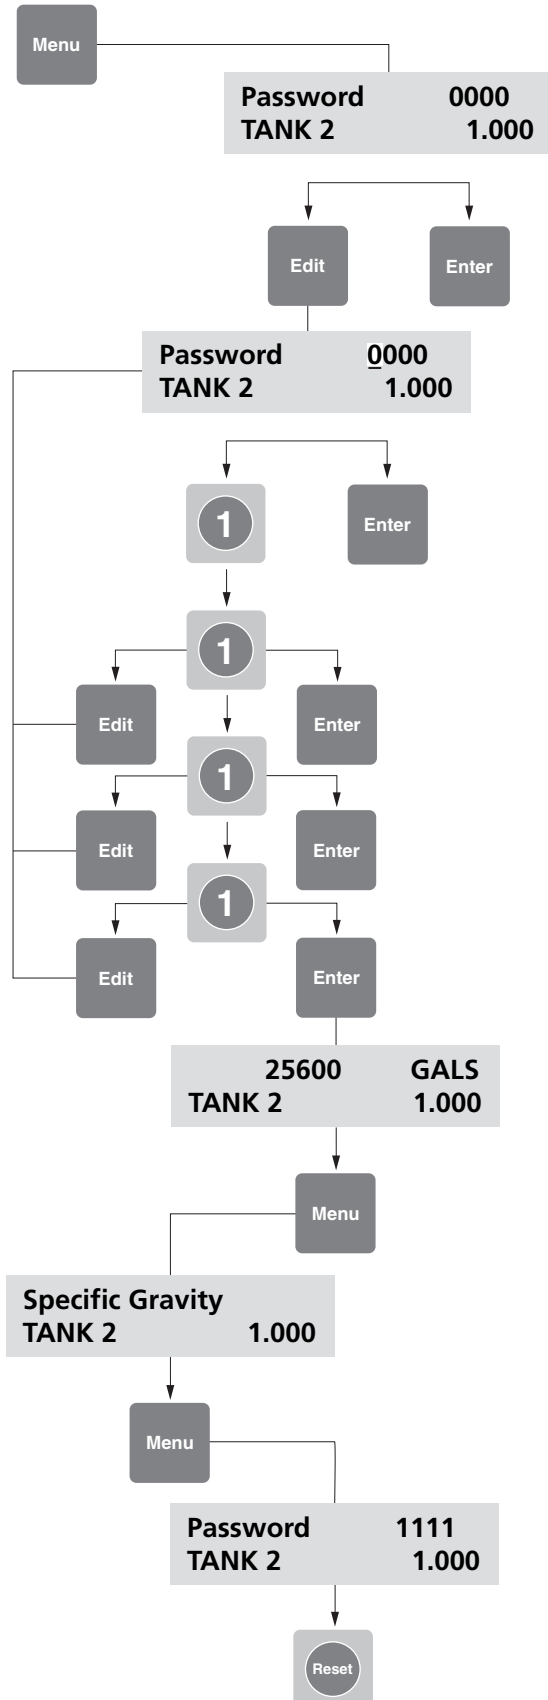 Menu
Password 0000
TANK 2 1.000
Edit Enter
Password 0000
TANK 2 1.000
1 Enter
1
Edit Enter
1
Edit Enter
1
Edit Enter
25600 GALS
TANK 2 1.000
Menu
Specific Gravity
TANK 2 1.000
Menu
Password 1111
TANK 2 1.000
Reset